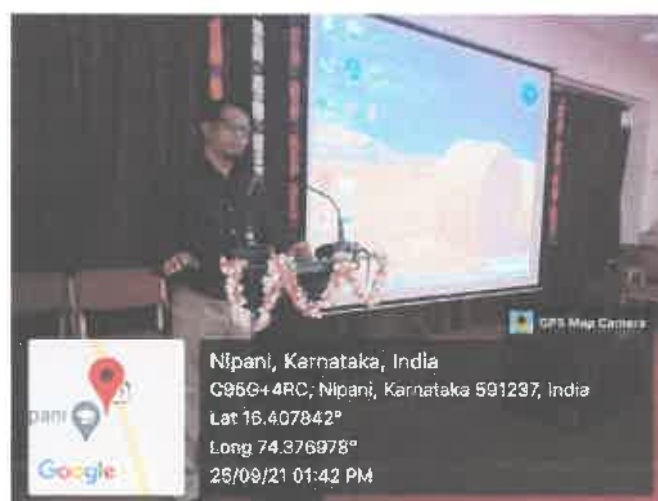 GPS Map Camera
Nipani, Karnataka, India
C95G+4RC, Nipani, Karnataka 591237, India
Lat 16.407842°
Long 74.376978°
25/09/21 01:42 PM
pani
Google